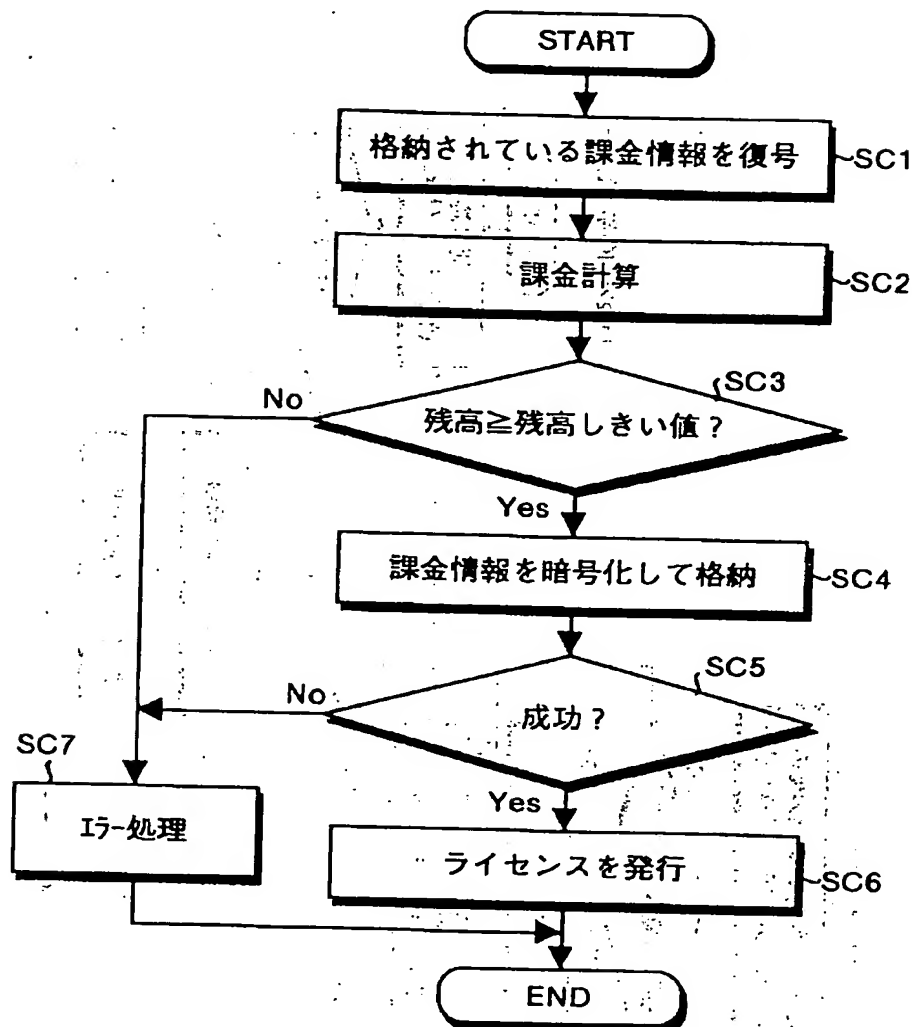 START
格納されている課金情報を復号
SC1
課金計算
SC2
SC3
No
残高≧残高しきい値?
Yes
課金情報を暗号化して格納
SC4
SC5
No
成功?
SC7
Yes
エラー処理
ライセンスを発行
SC6
END